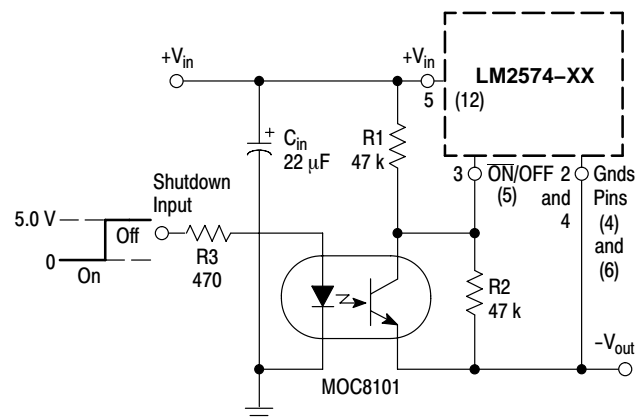 +Vin
+Vin
LM2574–XX
5
(12)
R1
47 k
+
Cin
22 µF
3
ON/OFF
(5)
2
and
4
Gnds
Pins
(4)
and
(6)
Shutdown
Input
5.0 V
Off
0
On
R3
470
R2
47 k
–Vout
MOC8101